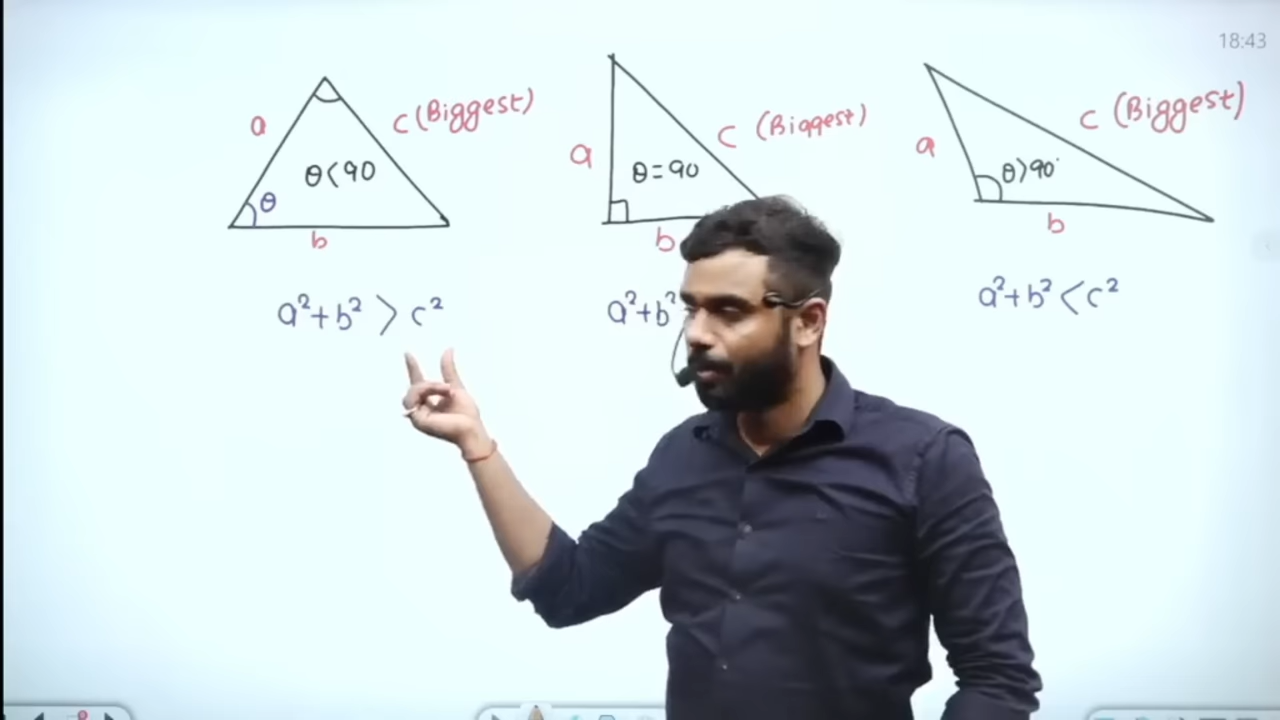 18:43
a
c (Biggest)
θ<90
θ
b
a²+b² > c²
a
c (Biggest)
θ=90
b
a²+b²
a
c (Biggest)
θ>90°
b
a²+b² < c²